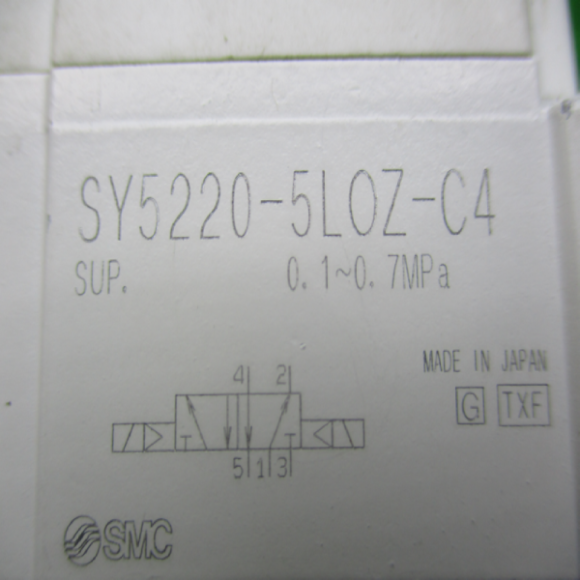 SY5220-5LOZ-C4
SUP. 0.1~0.7MPa
MADE IN JAPAN
G TXF
4 2
5 1 3
SMC